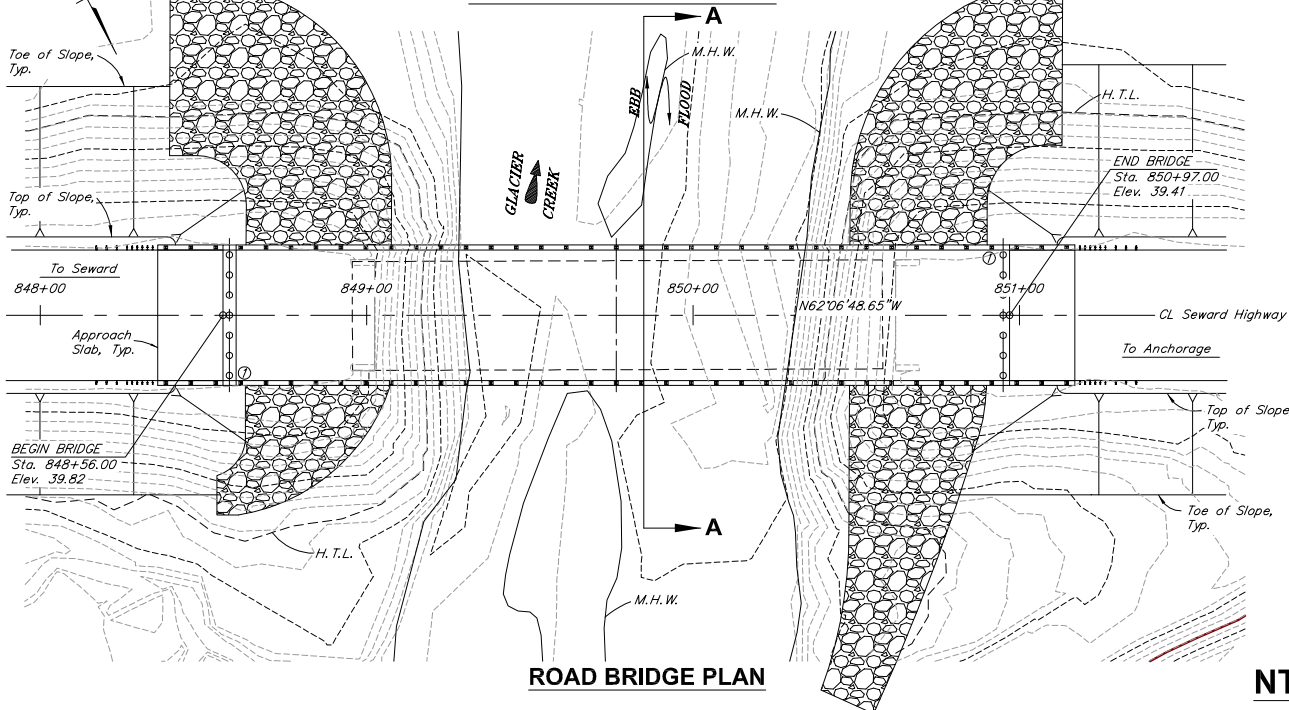 A
Toe of Slope,
Typ.
M.H.W.
EBB
FLOOD
M.H.W.
H.T.L.
GLACIER
CREEK
END BRIDGE
Sta. 850+97.00
Elev. 39.41
Top of Slope,
Typ.
1
To Seward
848+00
849+00
850+00
851+00
N62°06'48.65"W
CL Seward Highway
Approach
Slab, Typ.
To Anchorage
1
Top of Slope
Typ.
BEGIN BRIDGE
Sta. 848+56.00
Elev. 39.82
Toe of Slope,
Typ.
A
H.T.L.
M.H.W.
ROAD BRIDGE PLAN
NT